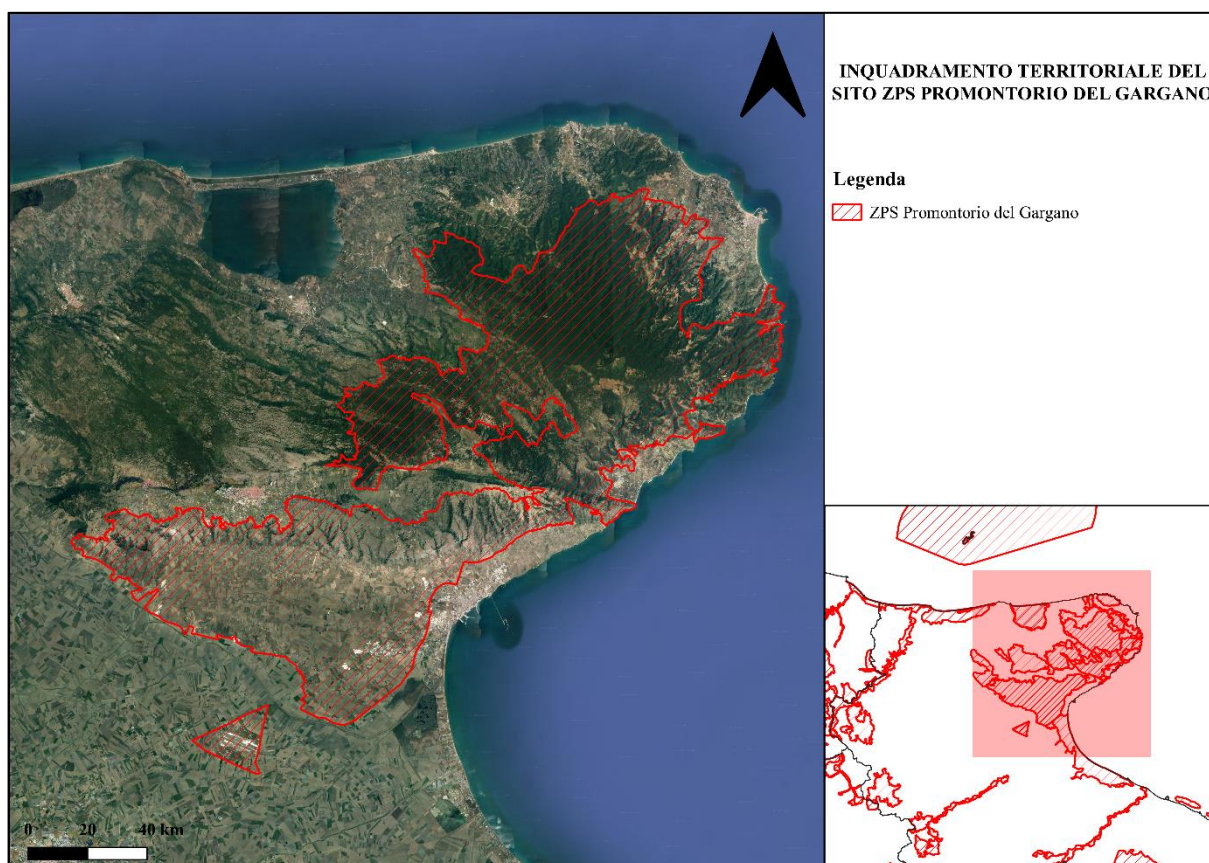 INQUADRAMENTO TERRITORIALE DEL
SITO ZPS PROMONTORIO DEL GARGANO
Legenda
ZPS Promontorio del Gargano
0 20 40 km